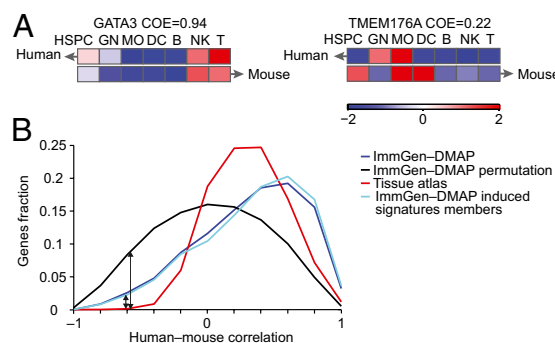 A
GATA3 COE=0.94
HSPC GN MO DC B NK T
Human
Mouse
TMEM176A COE=0.22
HSPC GN MO DC B NK T
Human
Mouse
−2 0 2
B
Genes fraction
0.25
0.2
0.15
0.1
0.05
0
−1 0 1
Human–mouse correlation
ImmGen–DMAP
ImmGen–DMAP permutation
Tissue atlas
ImmGen–DMAP induced
signatures members